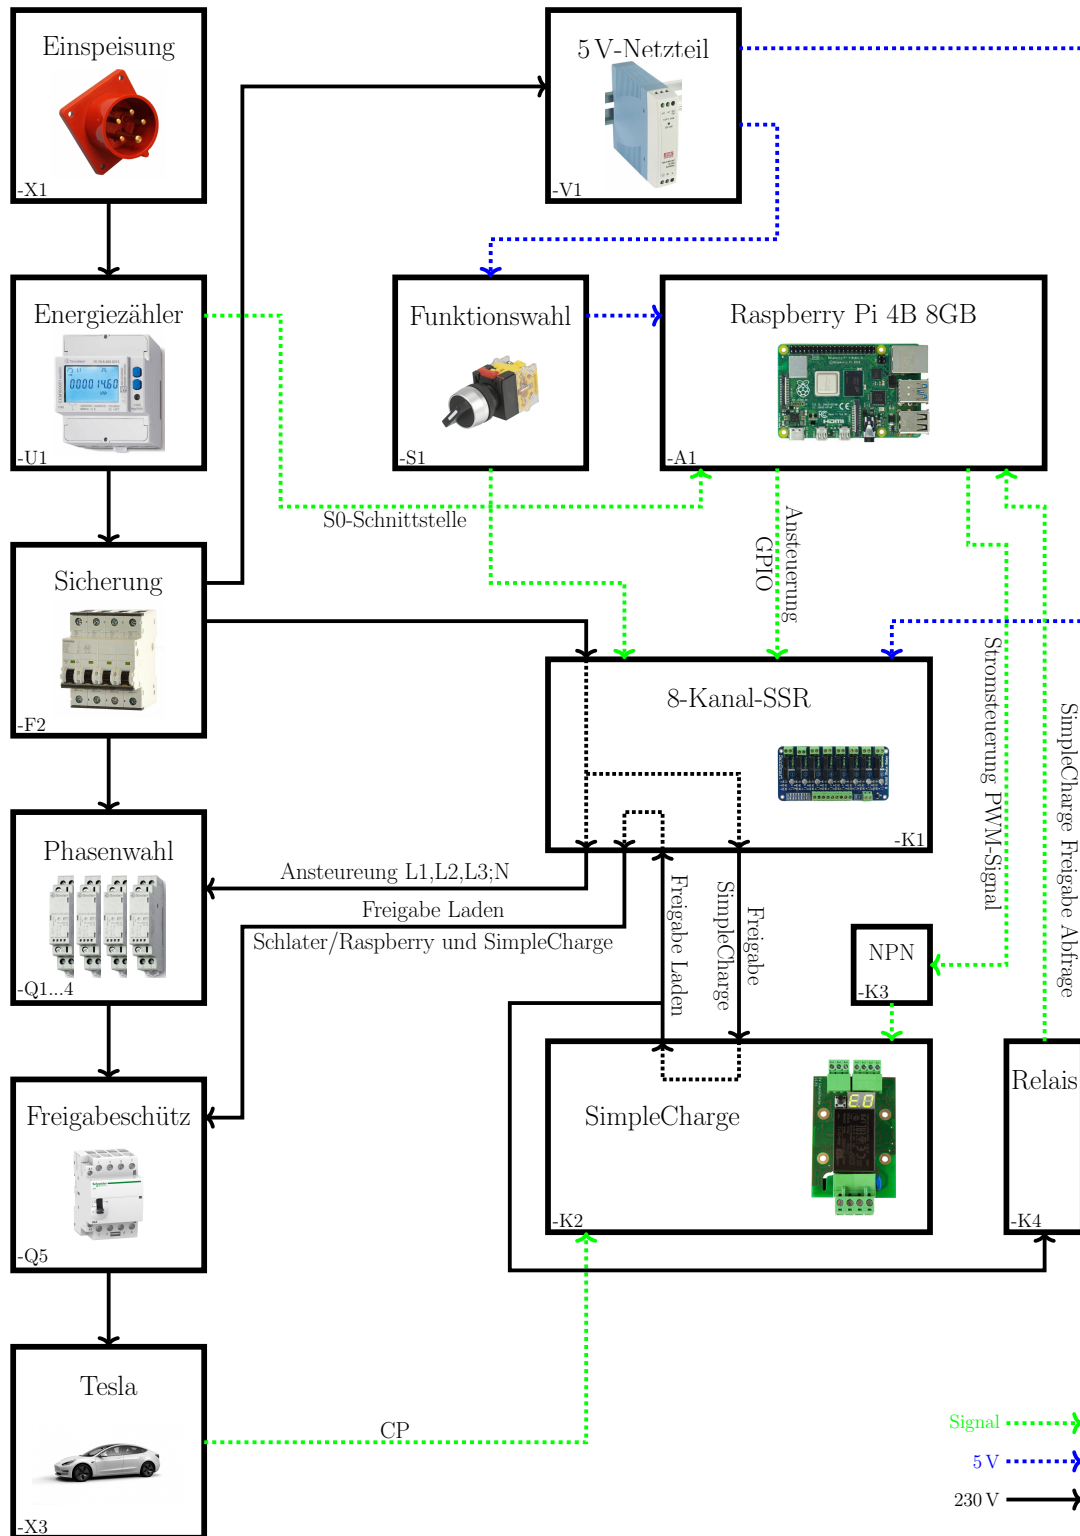 Einspeisung
-X1
5 V-Netzteil
-V1
Energiezähler
-U1
Funktionswahl
-S1
Raspberry Pi 4B 8GB
-A1
S0-Schnittstelle
Ansteuerung
GPIO
Sicherung
-F2
8-Kanal-SSR
-K1
Stromsteuerung PWM-Signal
SimpleCharge Freigabe Abfrage
Phasenwahl
-Q1...4
Ansteureung L1,L2,L3;N
Freigabe Laden
Schlater/Raspberry und SimpleCharge
Freigabe Laden
Freigabe
SimpleCharge
NPN
-K3
Freigabeschütz
-Q5
SimpleCharge
E0
-K2
Relais
-K4
Tesla
-X3
CP
Signal
5 V
230 V